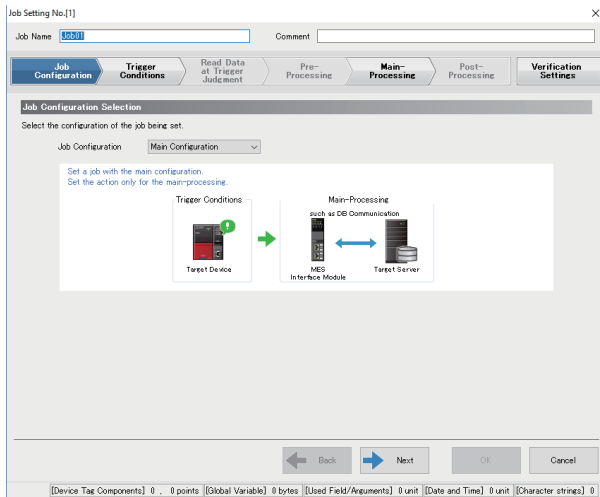 Job Setting No.[1]
Job Name Job01 Comment
Job Configuration
Trigger Conditions
Read Data at Trigger Judgment
Pre-Processing
Main-Processing
Post-Processing
Verification Settings
Job Configuration Selection
Select the configuration of the job being set.
Job Configuration Main Configuration
Set a job with the main configuration.
Set the action only for the main-processing.
Trigger Conditions
Main-Processing
such as DB Communication
Target Device
MES Interface Module
Target Server
Back Next OK Cancel
[Device Tag Components] 0 , 0 points [Global Variable] 0 bytes [Used Field/Arguments] 0 unit [Date and Time] 0 unit [Character strings] 0